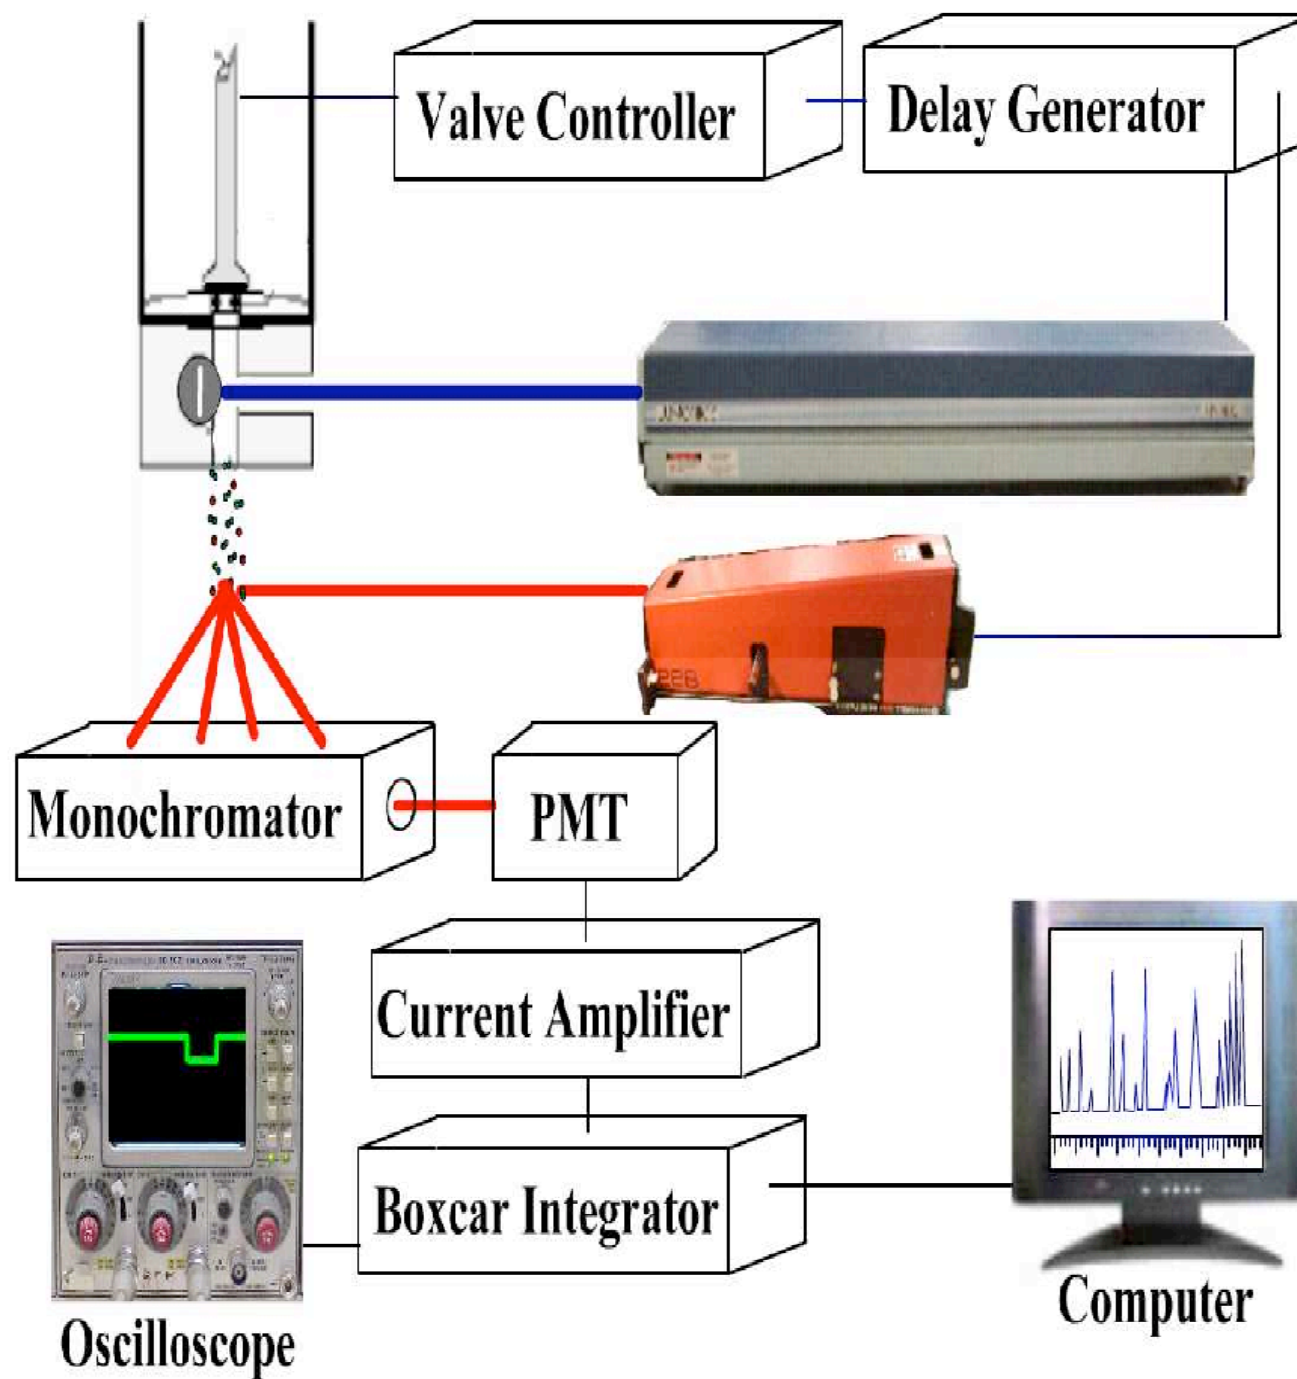 Valve Controller
Delay Generator
Monochromator
PMT
Current Amplifier
Boxcar Integrator
Oscilloscope
Computer